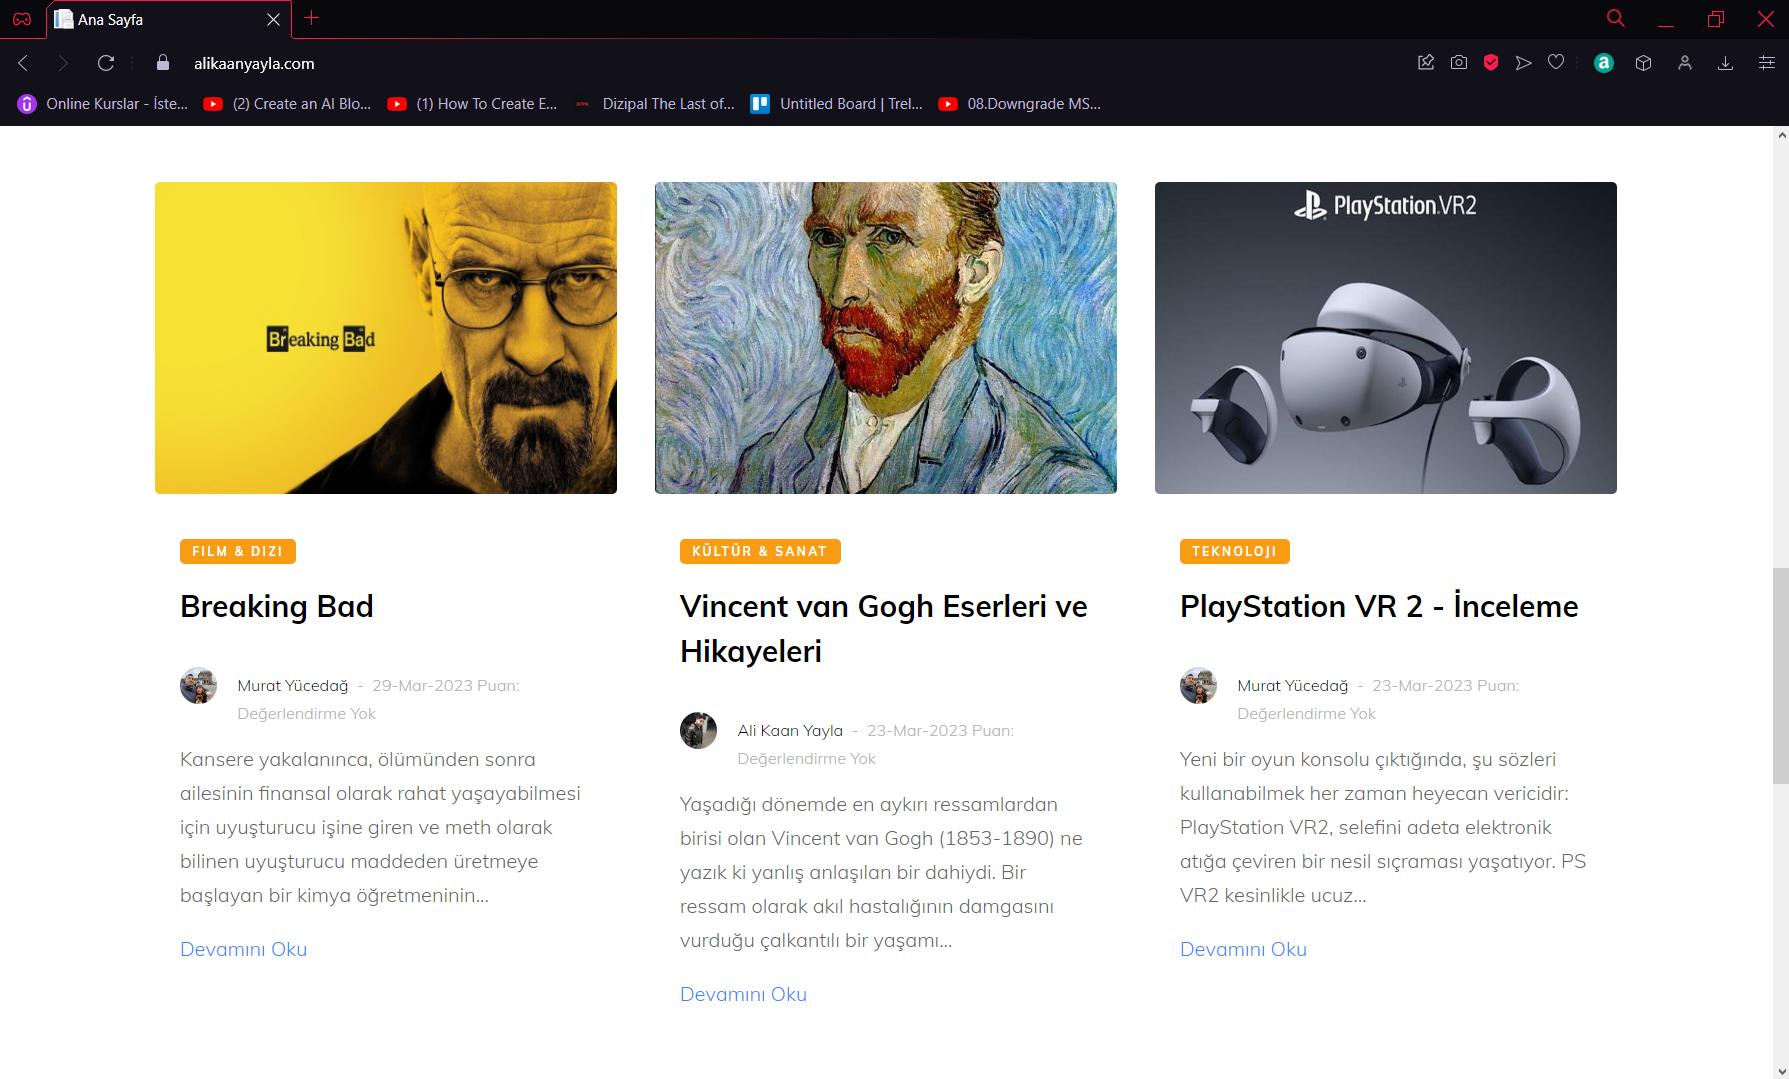 Ana Sayfa
alikaanyayla.com
Online Kurslar - İste...
(2) Create an AI Blo...
(1) How To Create E...
Dizipal The Last of...
Untitled Board | Trel...
08.Downgrade MS...
Breaking Bad
PlayStation.VR2
FILM & DIZI
Breaking Bad
Murat Yücedağ - 29-Mar-2023 Puan:
Değerlendirme Yok
Kansere yakalanınca, ölümünden sonra
ailesinin finansal olarak rahat yaşayabilmesi
için uyuşturucu işine giren ve meth olarak
bilinen uyuşturucu maddeden üretmeye
başlayan bir kimya öğretmeninin...
Devamını Oku
KÜLTÜR & SANAT
Vincent van Gogh Eserleri ve
Hikayeleri
Ali Kaan Yayla - 23-Mar-2023 Puan:
Değerlendirme Yok
Yaşadığı dönemde en aykırı ressamlardan
birisi olan Vincent van Gogh (1853-1890) ne
yazık ki yanlış anlaşılan bir dahiydi. Bir
ressam olarak akıl hastalığının damgasını
vurduğu çalkantılı bir yaşamı...
Devamını Oku
TEKNOLOJI
PlayStation VR 2 - İnceleme
Murat Yücedağ - 23-Mar-2023 Puan:
Değerlendirme Yok
Yeni bir oyun konsolu çıktığında, şu sözleri
kullanabilmek her zaman heyecan vericidir:
PlayStation VR2, selefini adeta elektronik
atığa çeviren bir nesil sıçraması yaşatıyor. PS
VR2 kesinlikle ucuz...
Devamını Oku